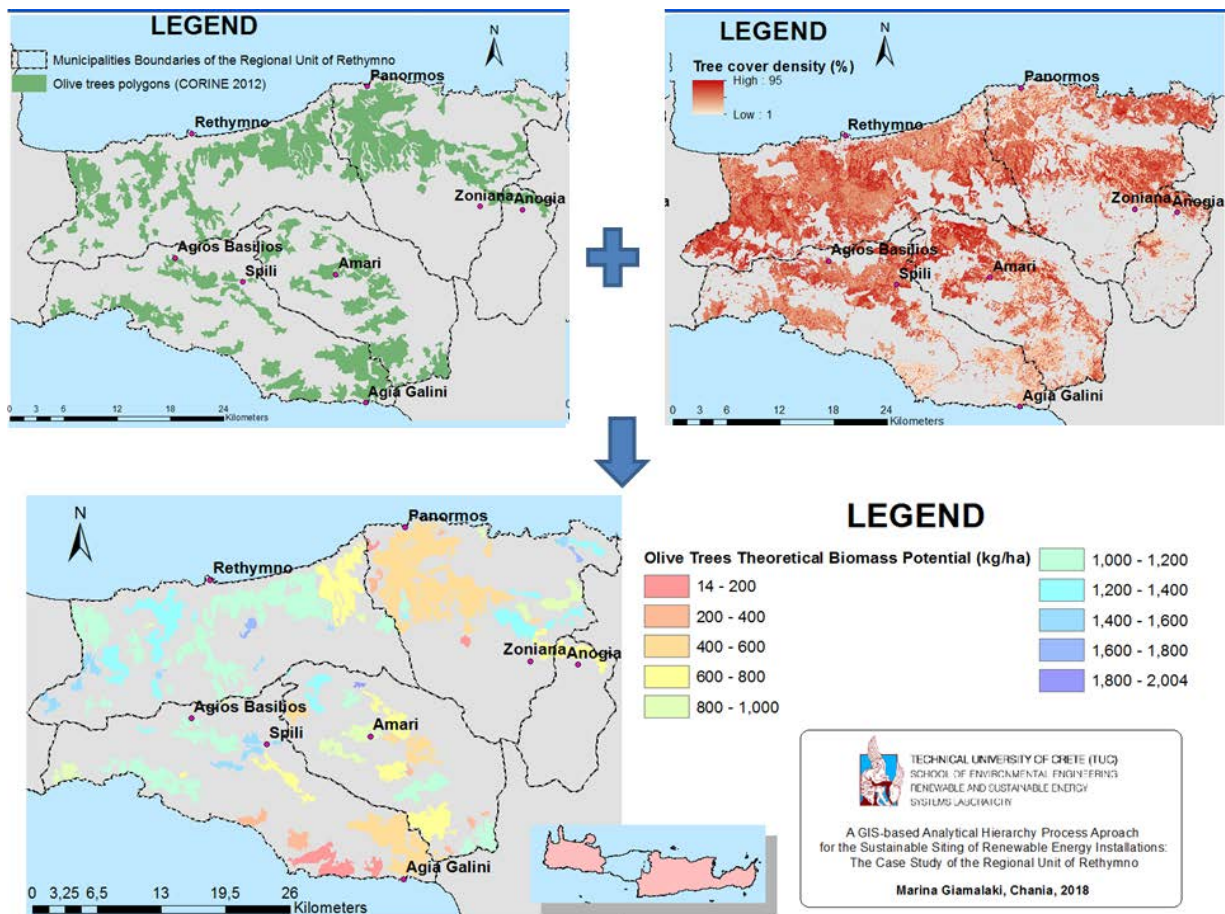 LEGEND
N
Municipalities Boundaries of the Regional Unit of Rethymno
Olive trees polygons (CORINE 2012)
Panormos
Rethymno
Zoniana
Anogia
Agios Basilios
Spili
Amari
Agia Galini
0 3 6 12 18 24
Kilometers
LEGEND
N
Tree cover density (%)
High : 95
Low : 1
Panormos
Rethymno
Zoniana
Anogia
Agios Basilios
Spili
Amari
Agia Galini
0 3 6 12 18 24
Kilometers
N
Panormos
Rethymno
Zoniana
Anogia
Agios Basilios
Spili
Amari
Agia Galini
0 3,25 6,5 13 19,5 26
Kilometers
LEGEND
Olive Trees Theoretical Biomass Potential (kg/ha)
14 - 200
200 - 400
400 - 600
600 - 800
800 - 1,000
1,000 - 1,200
1,200 - 1,400
1,400 - 1,600
1,600 - 1,800
1,800 - 2,004
TECHNICAL UNIVERSITY OF CRETE (TUC)
SCHOOL OF ENVIRONMENTAL ENGINEERING
RENEWABLE AND SUSTAINABLE ENERGY
SYSTEMS LABORATORY
A GIS-based Analytical Hierarchy Process Aproach
for the Sustainable Siting of Renewable Energy Installations:
The Case Study of the Regional Unit of Rethymno
Marina Giamalaki, Chania, 2018